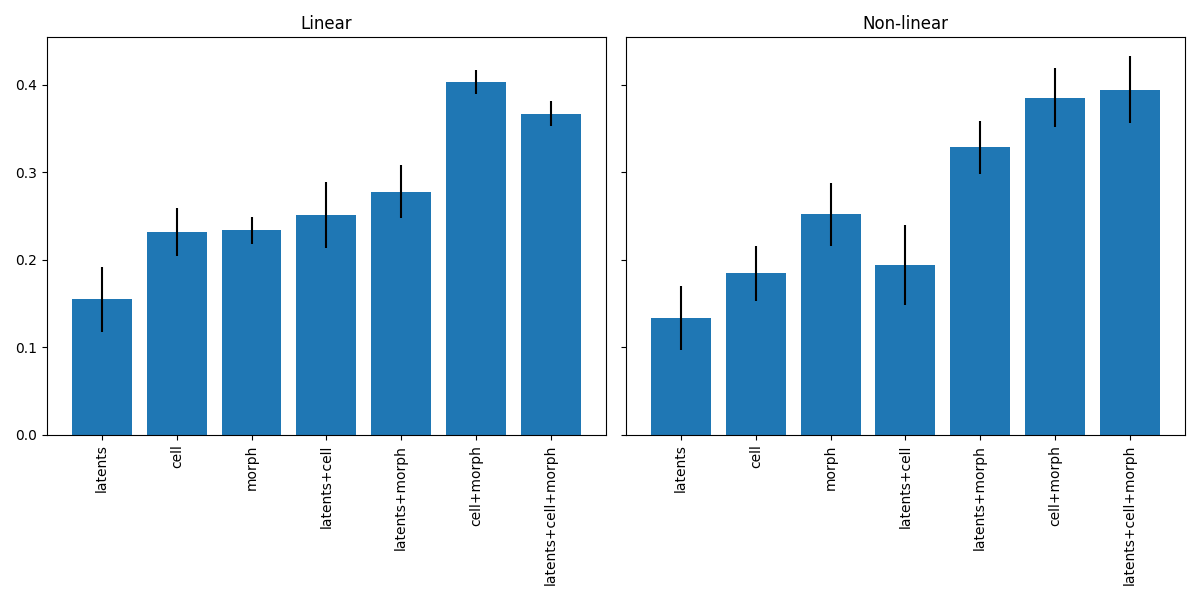 Linear
Non-linear
0.4
0.3
0.2
0.1
0.0
latents
cell
morph
latents+cell
latents+morph
cell+morph
latents+cell+morph
latents
cell
morph
latents+cell
latents+morph
cell+morph
latents+cell+morph